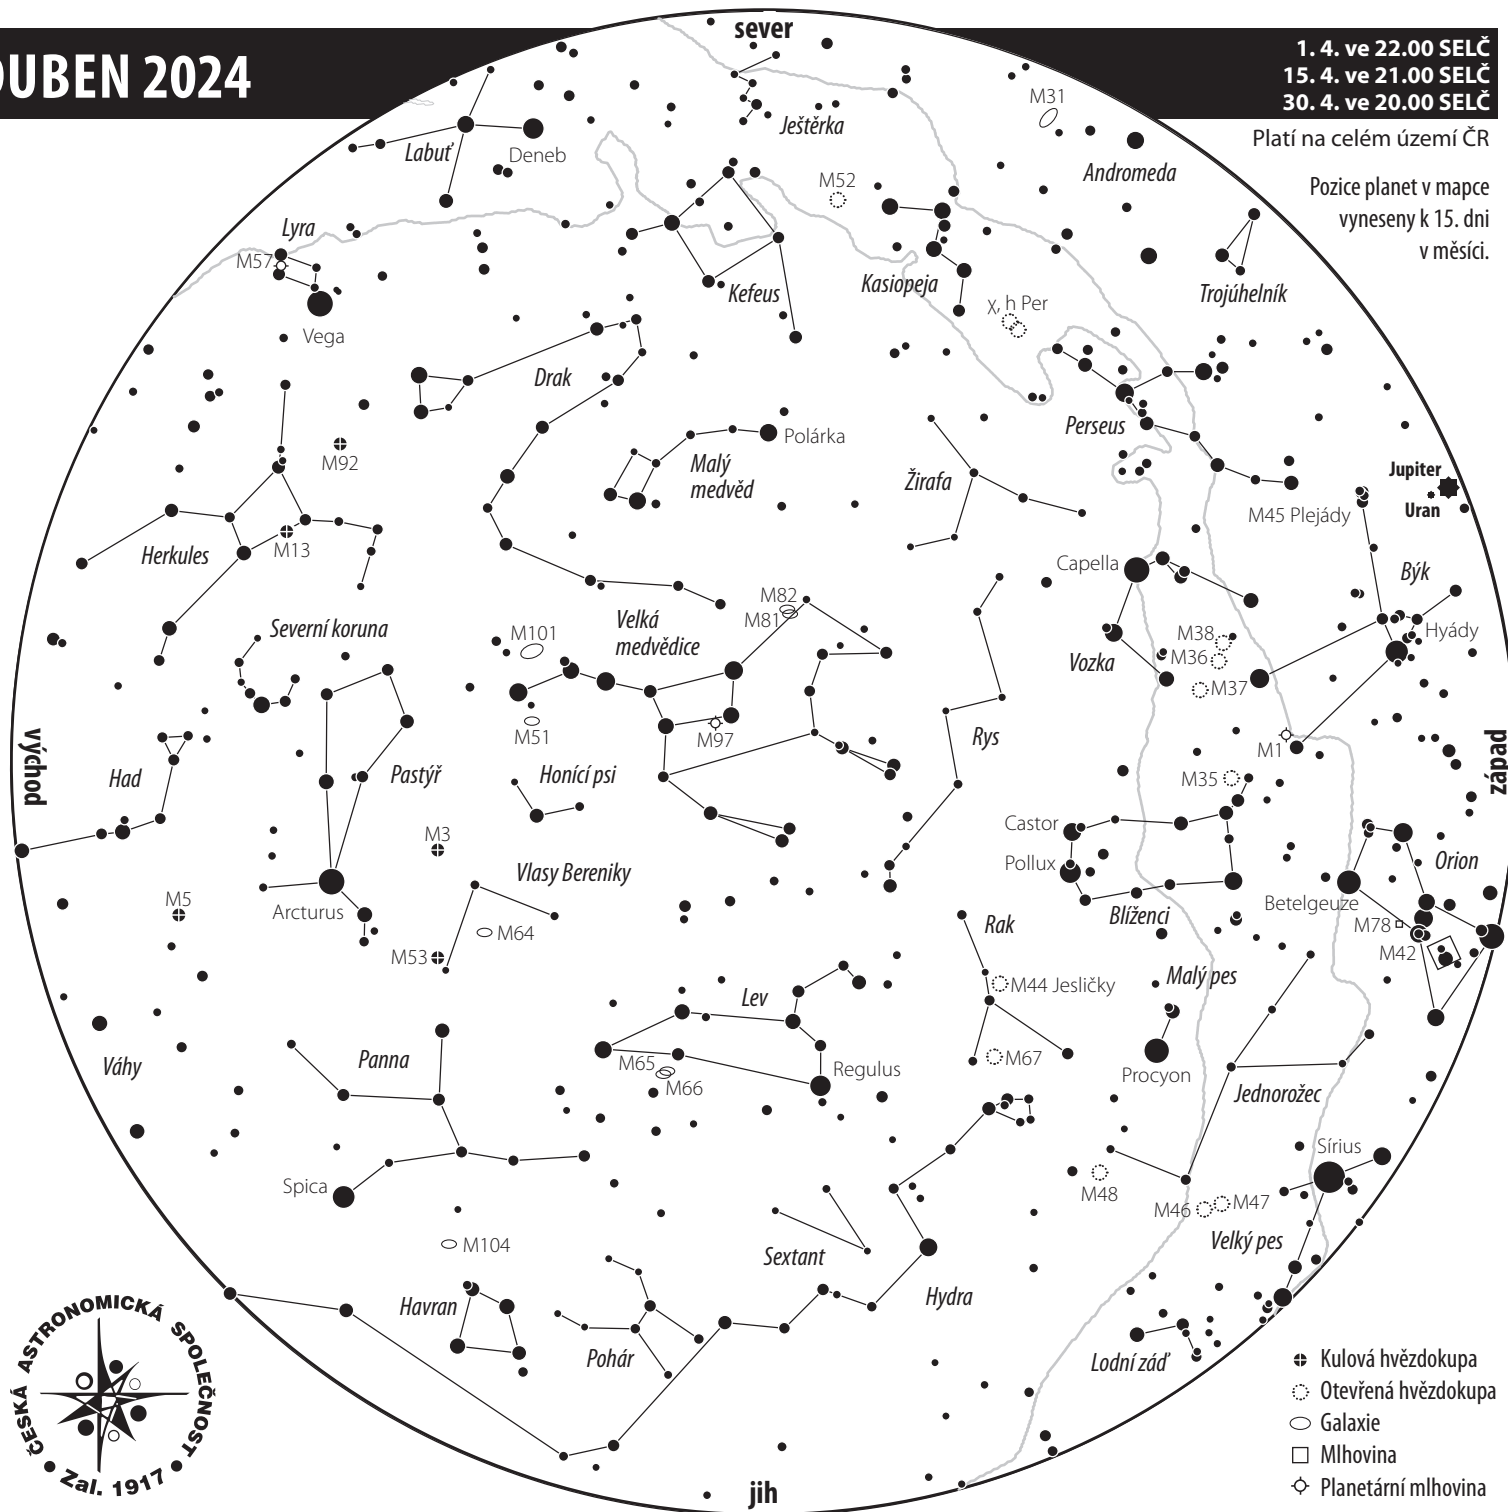 sever
DUBEN 2024
1. 4. ve 22.00 SELČ
15. 4. ve 21.00 SELČ
30. 4. ve 20.00 SELČ
Platí na celém území ČR
Pozice planet v mapce
vyneseny k 15. dni
v měsíci.
M31
Ještěrka
Labuť
Deneb
Andromeda
M52
Lyra
M57
Kefeus
Kasiopeja
Trojúhelník
χ, h Per
Vega
Drak
Perseus
Polárka
M92
Malý
medvěd
Žirafa
Jupiter
Uran
M45 Plejády
Herkules
M13
Capella
Býk
M82
M81
Velká
medvědice
Severní koruna
M101
Hyády
M38
M36
M37
Vozka
M51
M97
Rys
M1
východ
západ
Had
Pastýř
Honící psi
M35
Castor
M3
Pollux
Orion
Vlasy Bereniky
M5
Arcturus
Blíženci
Betelgeuze
M64
Rak
M78
M53
M42
M44 Jesličky
Malý pes
Lev
Váhy
Panna
M65
M66
Regulus
M67
Procyon
Jednorožec
Sírius
Spica
M48
M46
M47
M104
Sextant
Velký pes
Havran
Hydra
Pohár
Lodní záď
ČESKÁ ASTRONOMICKÁ SPOLEČNOST
Zal. 1917
Kulová hvězdokupa
Otevřená hvězdokupa
Galaxie
Mlhovina
Planetární mlhovina
jih